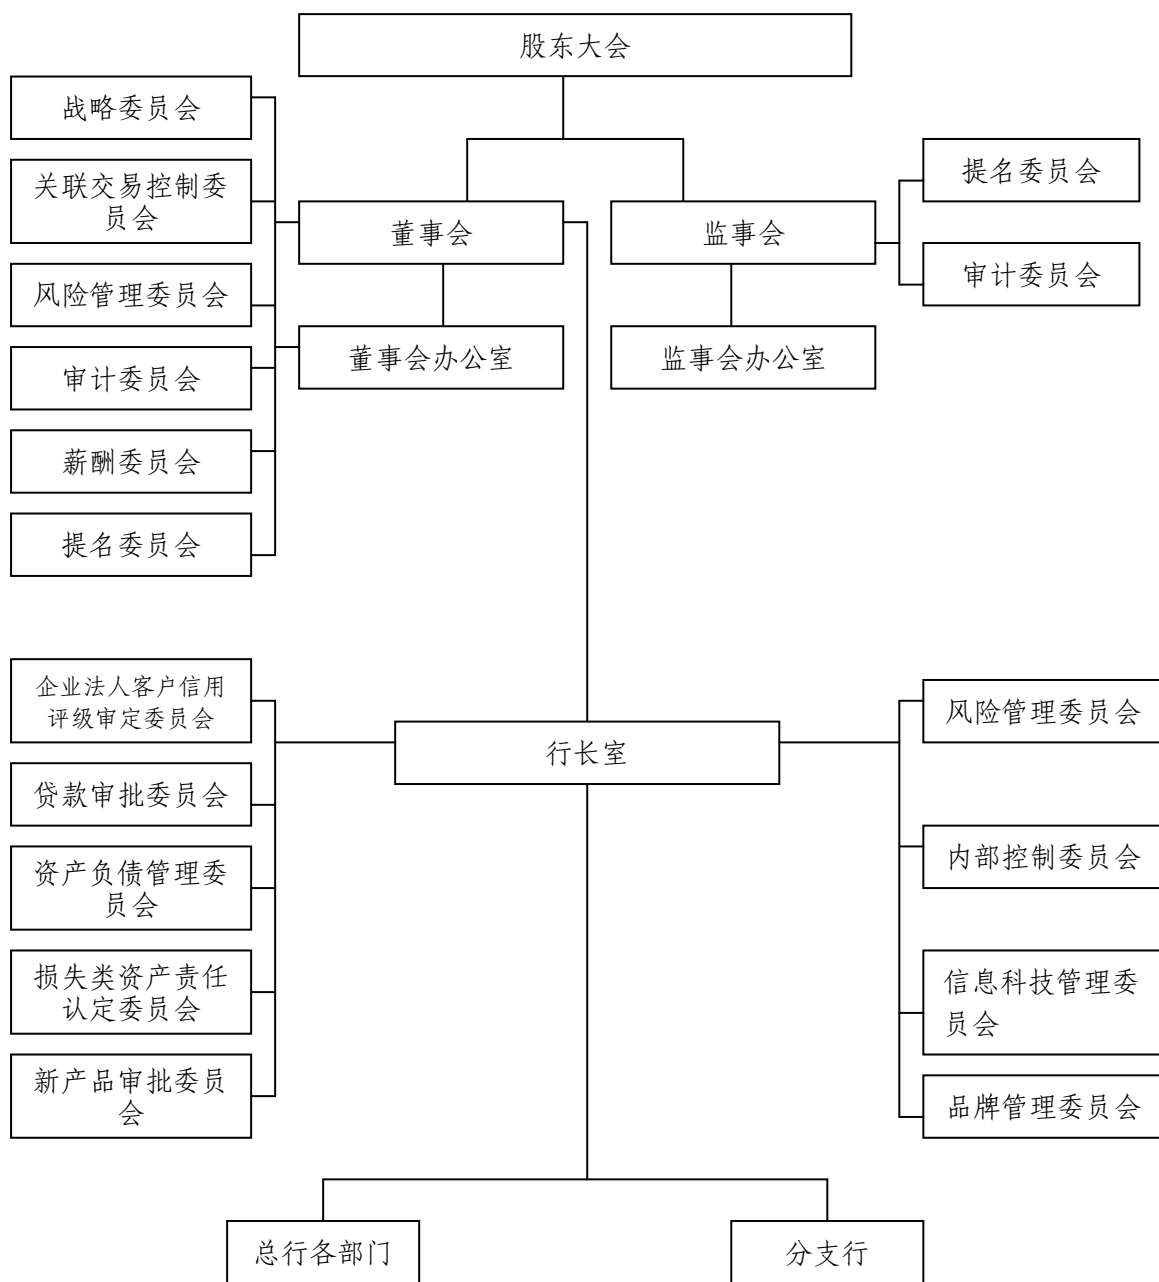 股东大会
战略委员会
关联交易控制委
员会
风险管理委员会
审计委员会
薪酬委员会
提名委员会
董事会
监事会
提名委员会
审计委员会
董事会办公室
监事会办公室
企业法人客户信用
评级审定委员会
贷款审批委员会
资产负债管理委
员会
损失类资产责任
认定委员会
新产品审批委员
会
行长室
风险管理委员会
内部控制委员会
信息科技管理委
员会
品牌管理委员会
总行各部门
分支行